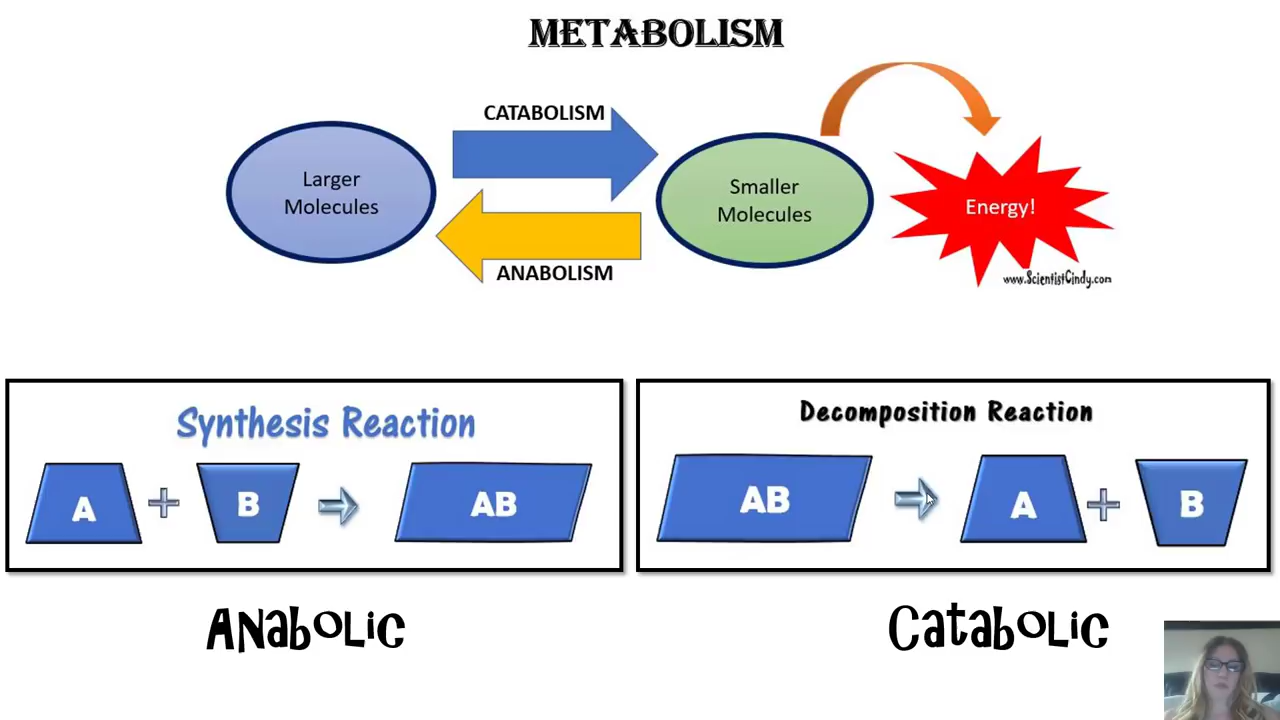 METABOLISM
CATABOLISM
Larger
Molecules
Smaller
Molecules
Energy!
ANABOLISM
www.ScientistCindy.com
Synthesis Reaction
A + B AB
Decomposition Reaction
AB A + B
Anabolic
Catabolic